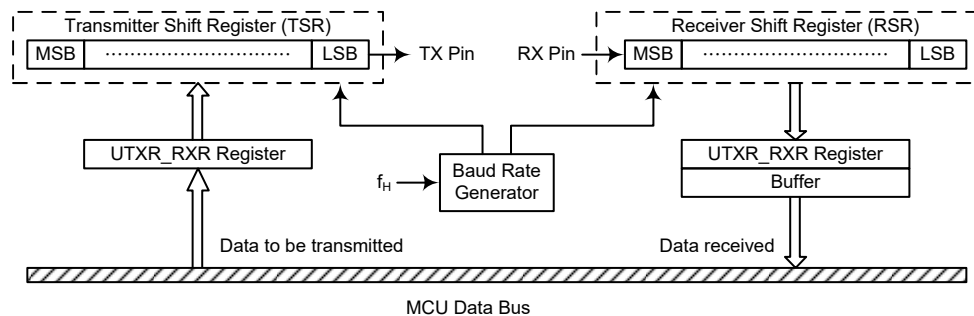 Transmitter Shift Register (TSR)
Receiver Shift Register (RSR)
MSB ............................ LSB
TX Pin
RX Pin
MSB ............................ LSB
UTXR_RXR Register
fH
Baud Rate
Generator
UTXR_RXR Register
Buffer
Data to be transmitted
Data received
MCU Data Bus